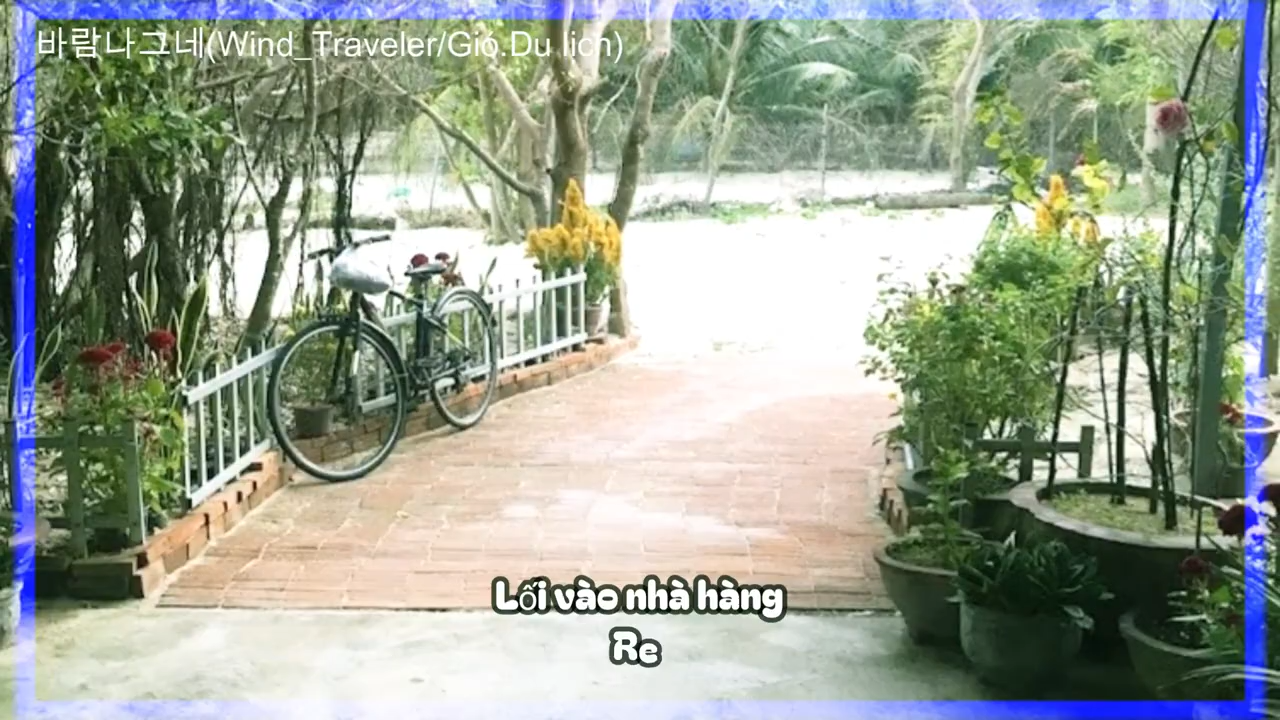 바람나그네(Wind_Traveler/Gió.Du lịch)
Lối vào nhà hàng
Re